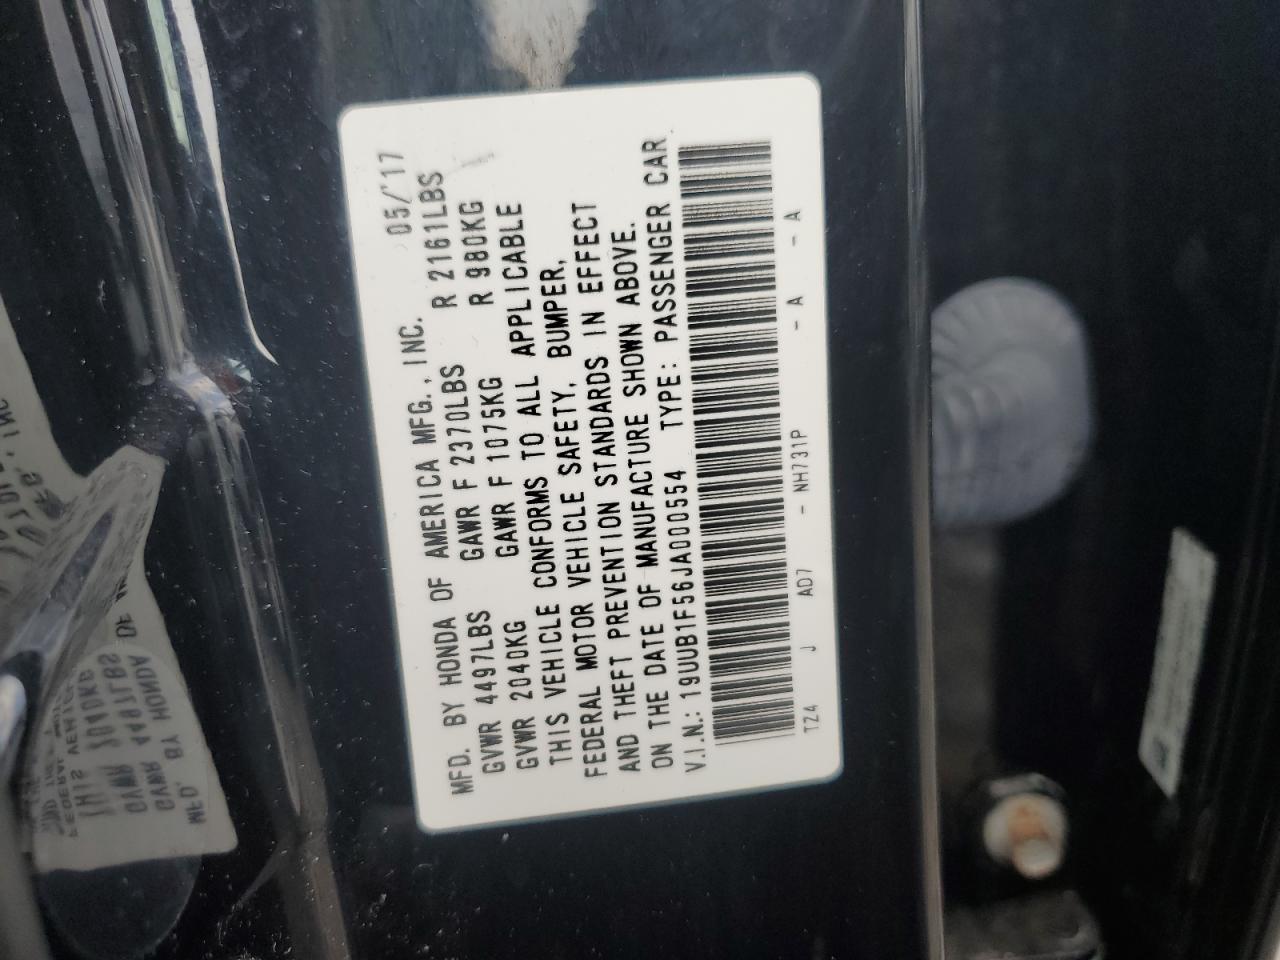 MFD. BY HONDA OF AMERICA MFG., INC. 05/'17
GVWR 4497LBS GAWR F 2370LBS R 2161LBS
GVWR 2040KG GAWR F 1075KG R 980KG
THIS VEHICLE CONFORMS TO ALL APPLICABLE
FEDERAL MOTOR VEHICLE SAFETY, BUMPER,
AND THEFT PREVENTION STANDARDS IN EFFECT
ON THE DATE OF MANUFACTURE SHOWN ABOVE.
V.I.N.: 19UUB1F56JA000554 TYPE: PASSENGER CAR
TZ4 J AD7 - NH731P - A - A